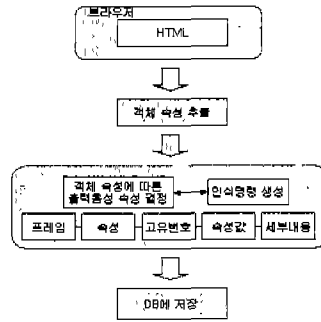 브라우저
HTML
객체 속성 추출
객체 속성에 따른
출력음성 속성 결정
인식명령 생성
프레임
속성
고유번호
속성값
세부내용
DB에 저장